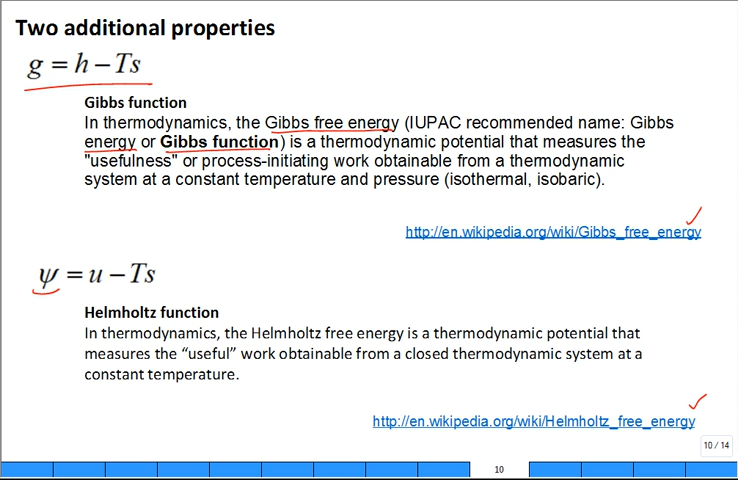 Two additional properties
g = h – Ts
Gibbs function
In thermodynamics, the Gibbs free energy (IUPAC recommended name: Gibbs
energy or Gibbs function) is a thermodynamic potential that measures the
"usefulness" or process-initiating work obtainable from a thermodynamic
system at a constant temperature and pressure (isothermal, isobaric).
http://en.wikipedia.org/wiki/Gibbs_free_energy
ψ = u – Ts
Helmholtz function
In thermodynamics, the Helmholtz free energy is a thermodynamic potential that
measures the “useful” work obtainable from a closed thermodynamic system at a
constant temperature.
http://en.wikipedia.org/wiki/Helmholtz_free_energy
10 / 14
10